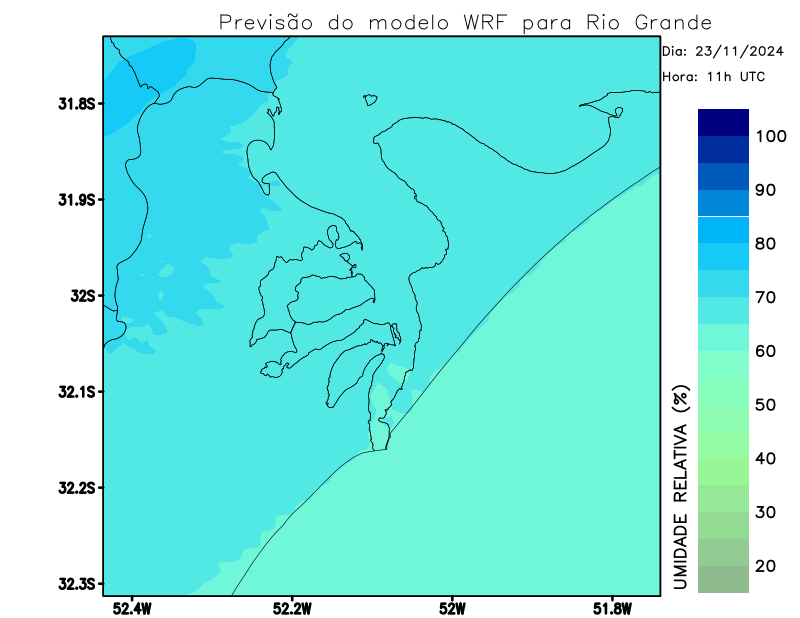 Previsão do modelo WRF para Rio Grande
Dia: 23/11/2024
Hora: 11h UTC
31.8S
31.9S
32S
32.1S
32.2S
32.3S
52.4W
52.2W
52W
51.8W
100
90
80
70
60
50
40
30
20
UMIDADE RELATIVA (%)